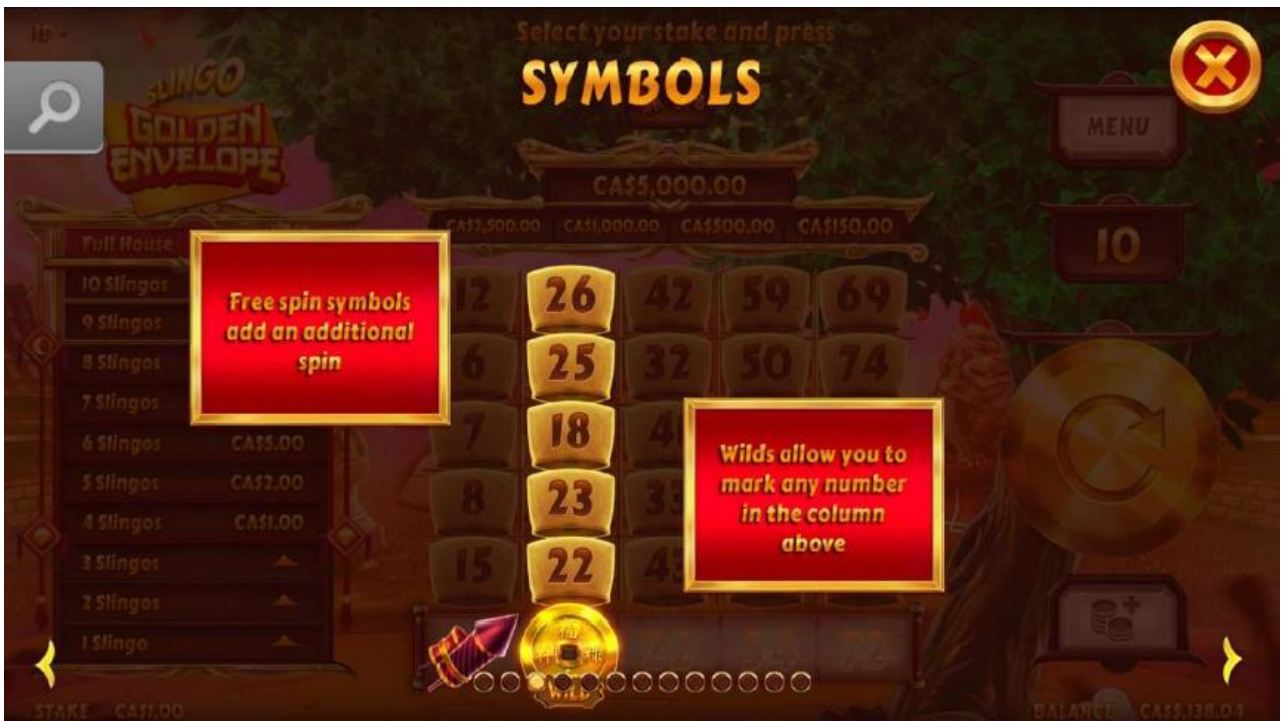 Select your stake and press
SYMBOLS
SLINGO
GOLDEN
ENVELOPE
MENU
CA$5,000.00
CA$2,500.00 CA$1,000.00 CA$500.00 CA$150.00
10
Full House
10 Slingos
9 Slingos
8 Slingos
7 Slingos
6 Slingos CA$5.00
5 Slingos CA$2.00
4 Slingos CA$1.00
3 Slingos
2 Slingos
1 Slingo
Free spin symbols
add an additional
spin
12 26 42 59 69
6 25 32 50 74
7 18
8 23
15 22
Wilds allow you to
mark any number
in the column
above
WILD
STAKE CA$1.00
BALANCE CA$5,138.04